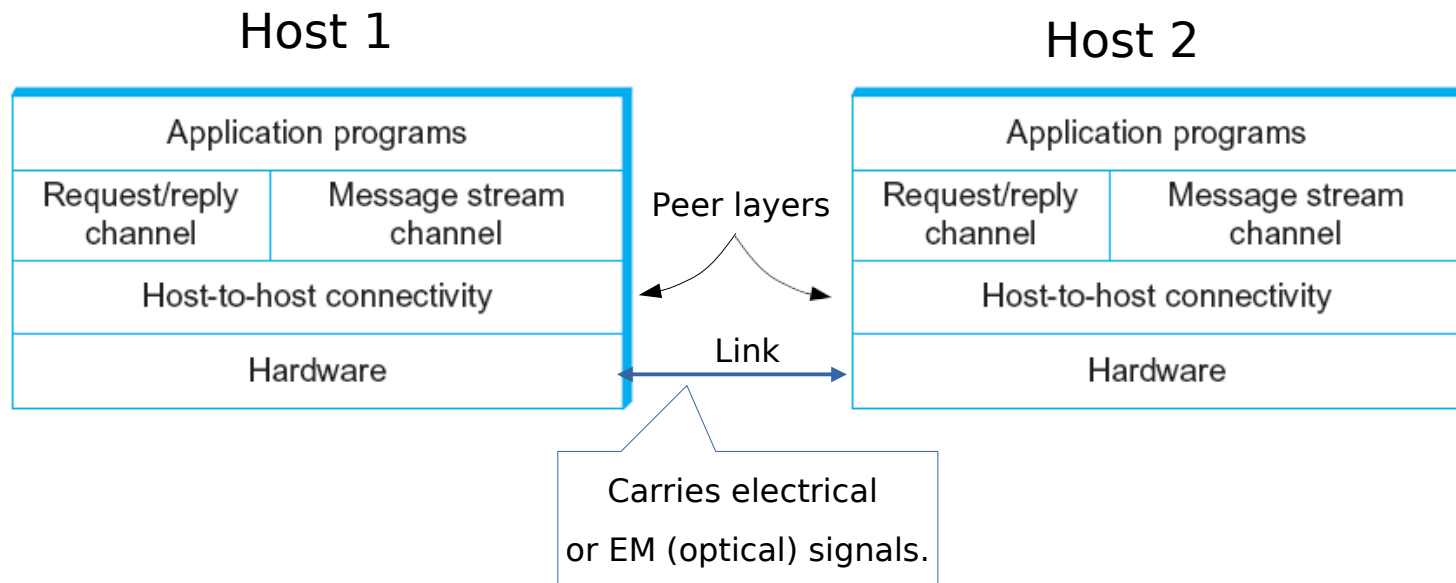 Host 1
Host 2
Application programs
Request/reply
channel
Message stream
channel
Host-to-host connectivity
Hardware
Peer layers
Link
Application programs
Request/reply
channel
Message stream
channel
Host-to-host connectivity
Hardware
Carries electrical
or EM (optical) signals.